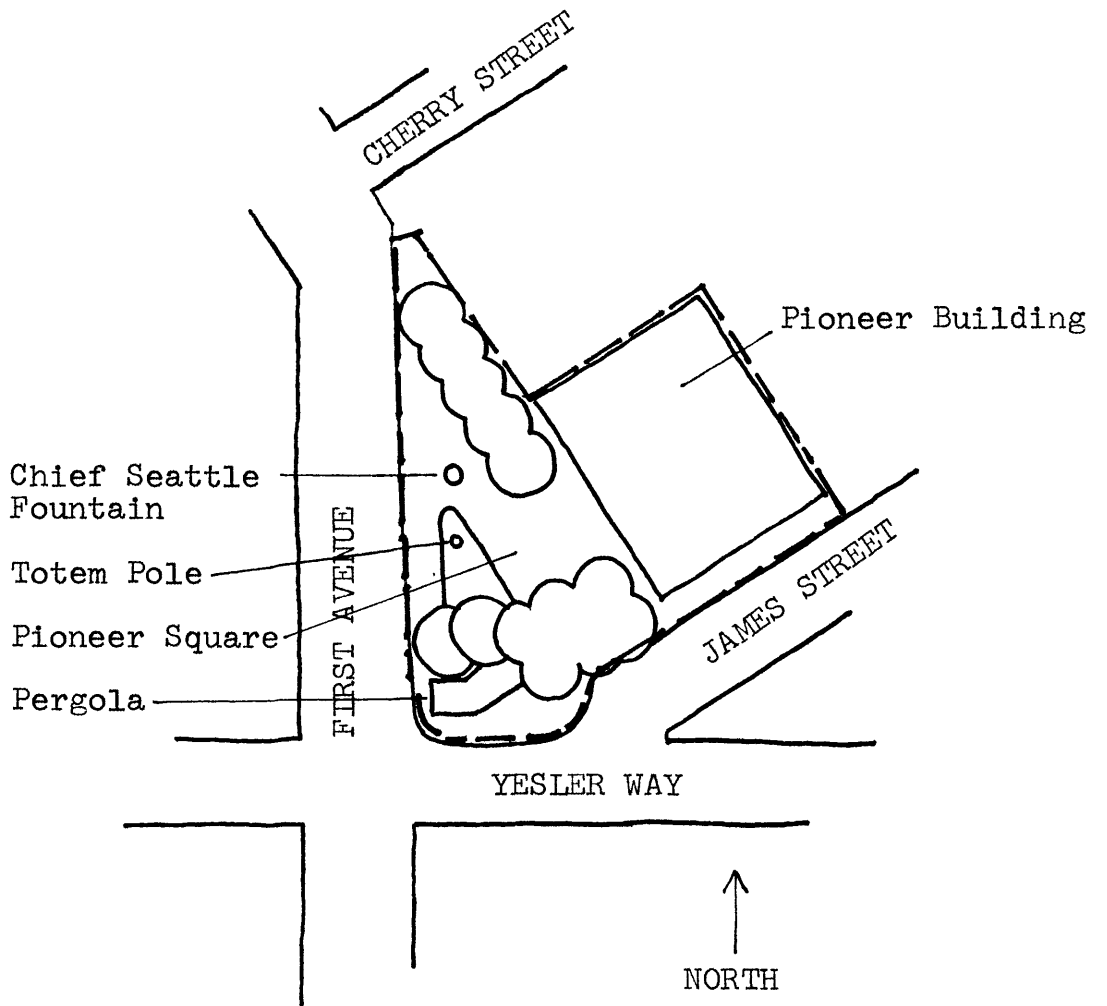 CHERRY STREET
Pioneer Building
Chief Seattle
Fountain
Totem Pole
Pioneer Square
Pergola
FIRST AVENUE
JAMES STREET
YESLER WAY
NORTH